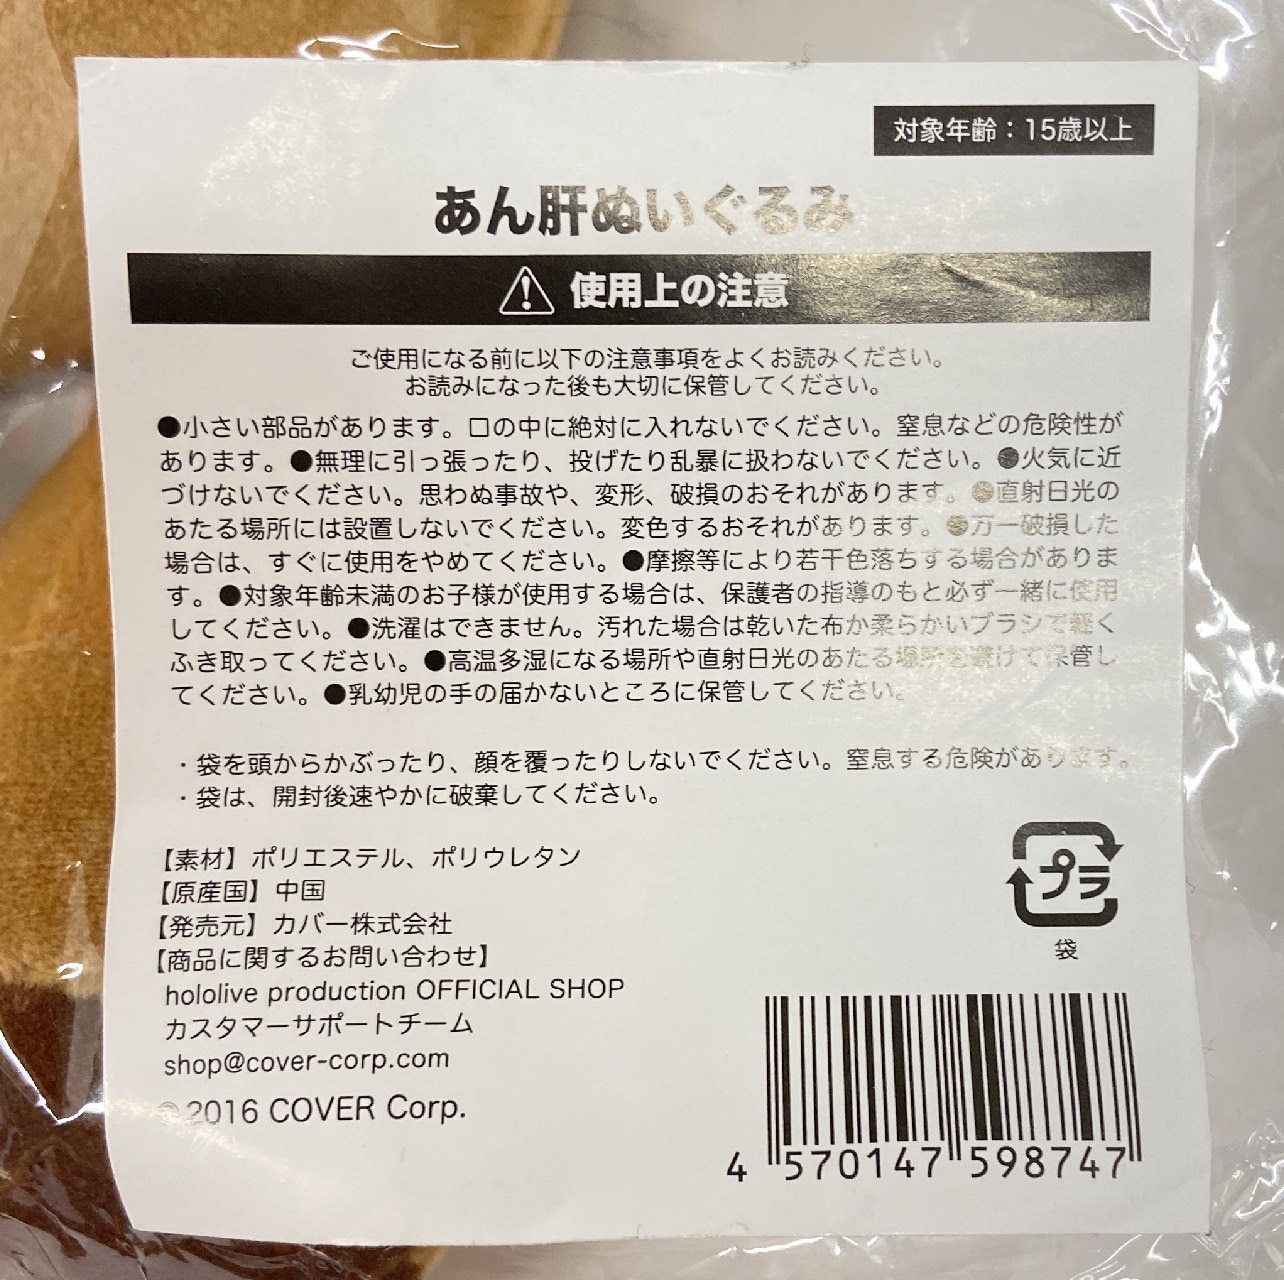 対象年齢：15歳以上
あん肝ぬいぐるみ
使用上の注意
ご使用になる前に以下の注意事項をよくお読みください。
お読みになった後も大切に保管してください。
●小さい部品があります。口の中に絶対に入れないでください。窒息などの危険性が
あります。●無理に引っ張ったり、投げたり乱暴に扱わないでください。●火気に近
づけないでください。思わぬ事故や、変形、破損のおそれがあります。●直射日光の
あたる場所には設置しないでください。変色するおそれがあります。●万一破損した
場合は、すぐに使用をやめてください。●摩擦等により若干色落ちする場合がありま
す。●対象年齢未満のお子様が使用する場合は、保護者の指導のもと必ず一緒に使用
してください。●洗濯はできません。汚れた場合は乾いた布か柔らかいブラシで軽く
ふき取ってください。●高温多湿になる場所や直射日光のあたる場所を避けて保管し
てください。●乳幼児の手の届かないところに保管してください。
・袋を頭からかぶったり、顔を覆ったりしないでください。窒息する危険があります。
・袋は、開封後速やかに破棄してください。
【素材】ポリエステル、ポリウレタン
【原産国】中国
【発売元】カバー株式会社
【商品に関するお問い合わせ】
hololive production OFFICIAL SHOP
カスタマーサポートチーム
shop@cover-corp.com
©2016 COVER Corp.
プラ
袋
4 570147 598747